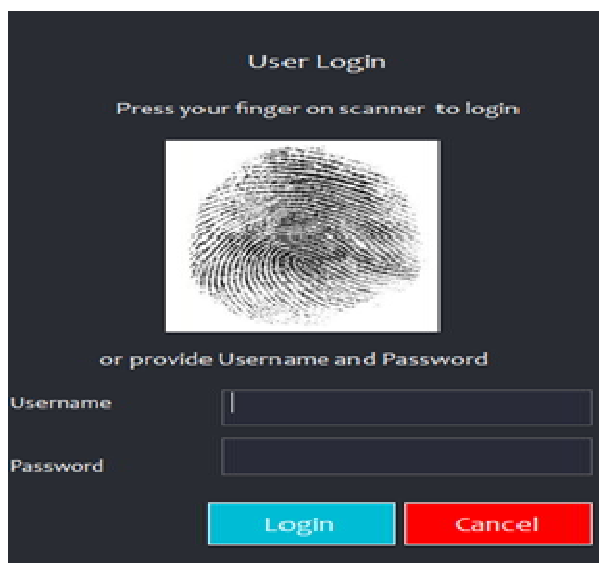 User Login
Press your finger on scanner to login
or provide Username and Password
Username
Password
Login Cancel